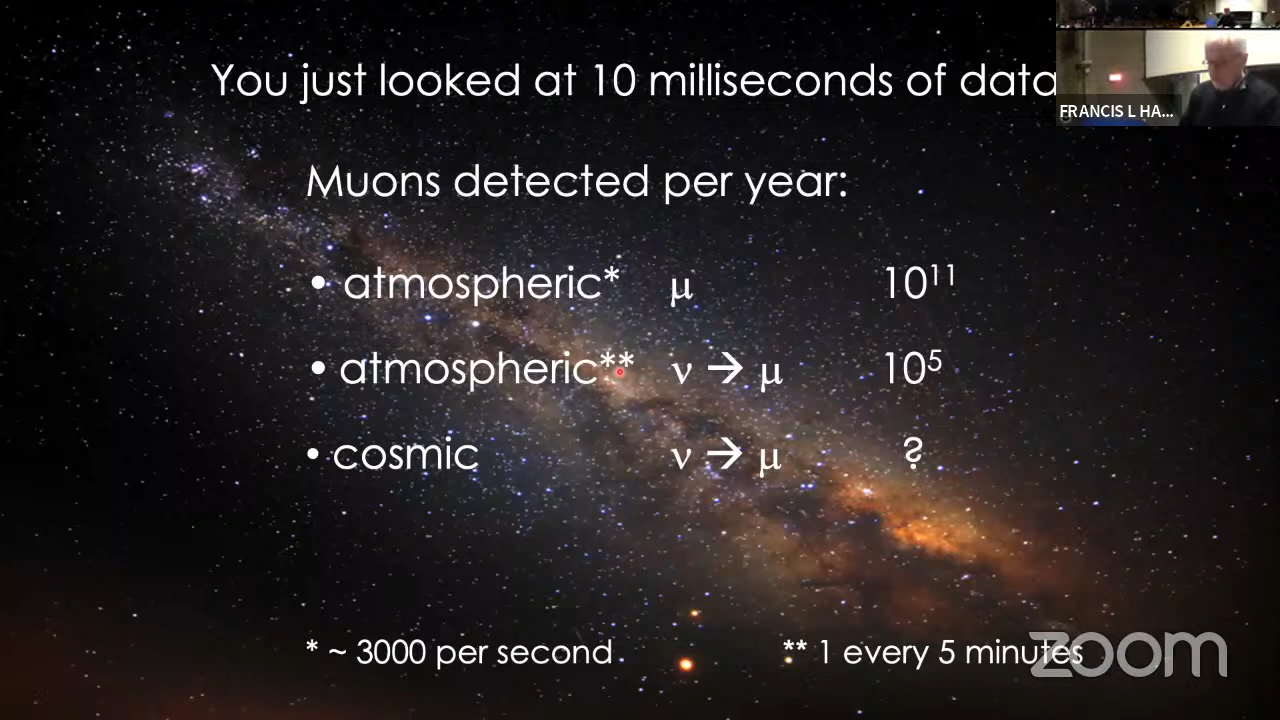 You just looked at 10 milliseconds of data
FRANCIS L HA...
Muons detected per year:
• atmospheric* μ 10¹¹
• atmospheric** ν → μ 10⁵
• cosmic ν → μ ?
* ~ 3000 per second
** 1 every 5 minutes
zoom